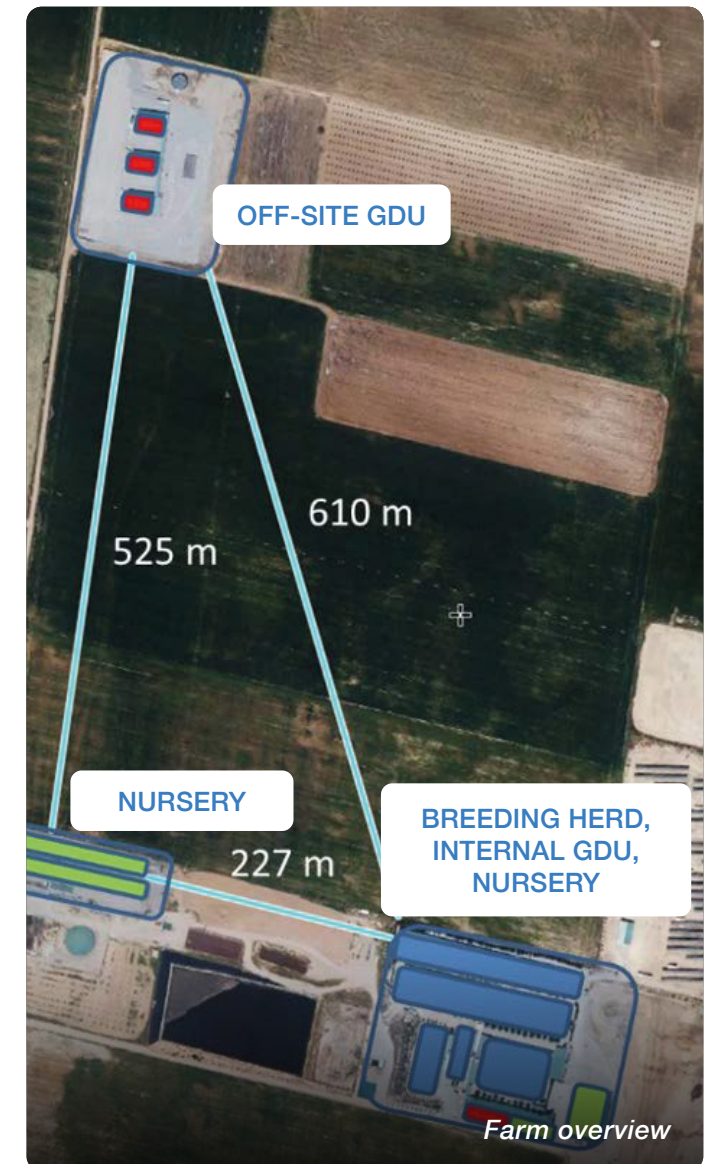 OFF-SITE GDU
610 m
525 m
NURSERY
BREEDING HERD,
INTERNAL GDU,
NURSERY
227 m
Farm overview